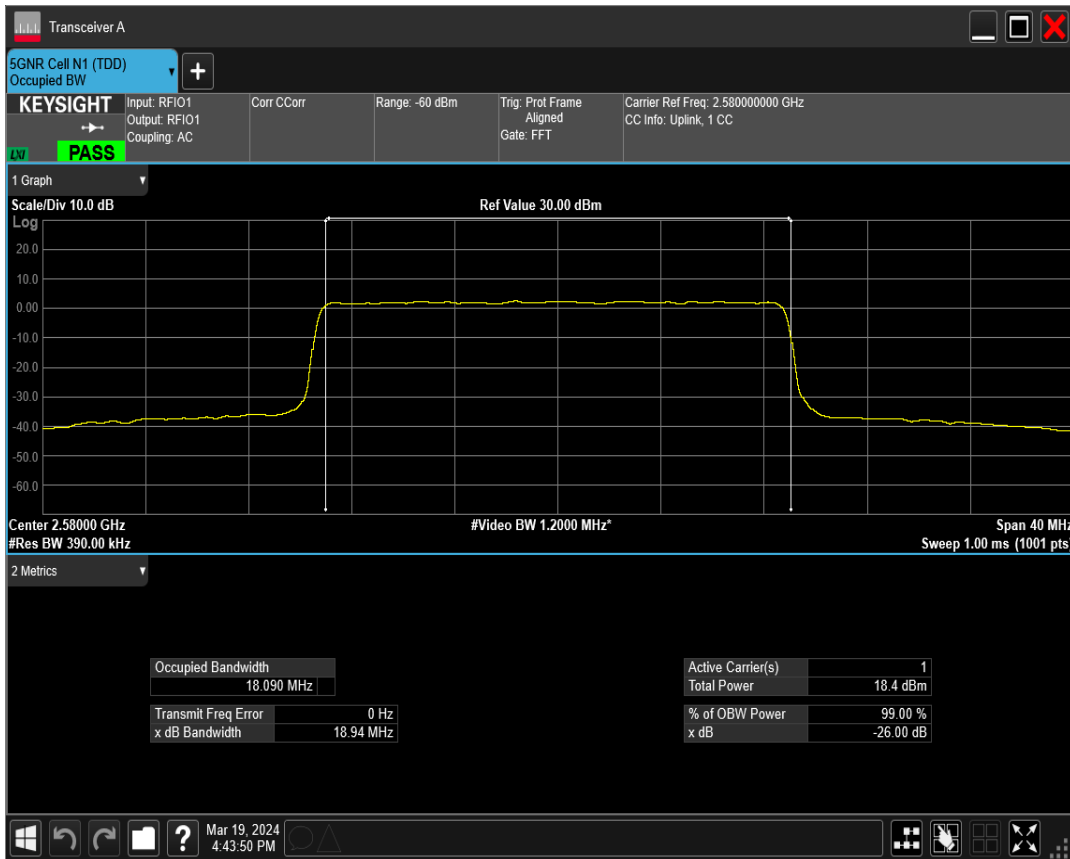 Transceiver A
5GNR Cell N1 (TDD)
Occupied BW
KEYSIGHT
LXI
PASS
Input: RFIO1
Output: RFIO1
Coupling: AC
Corr CCorr
Range: -60 dBm
Trig: Prot Frame
Aligned
Gate: FFT
Carrier Ref Freq: 2.580000000 GHz
CC Info: Uplink, 1 CC
1 Graph
Scale/Div 10.0 dB
Ref Value 30.00 dBm
Log
20.0
10.0
0.00
-10.0
-20.0
-30.0
-40.0
-50.0
-60.0
Center 2.58000 GHz
#Video BW 1.2000 MHz*
Span 40 MHz
#Res BW 390.00 kHz
Sweep 1.00 ms (1001 pts)
2 Metrics
Occupied Bandwidth
18.090 MHz
Transmit Freq Error 0 Hz
x dB Bandwidth 18.94 MHz
Active Carrier(s) 1
Total Power 18.4 dBm
% of OBW Power 99.00 %
x dB -26.00 dB
?
Mar 19, 2024
4:43:50 PM